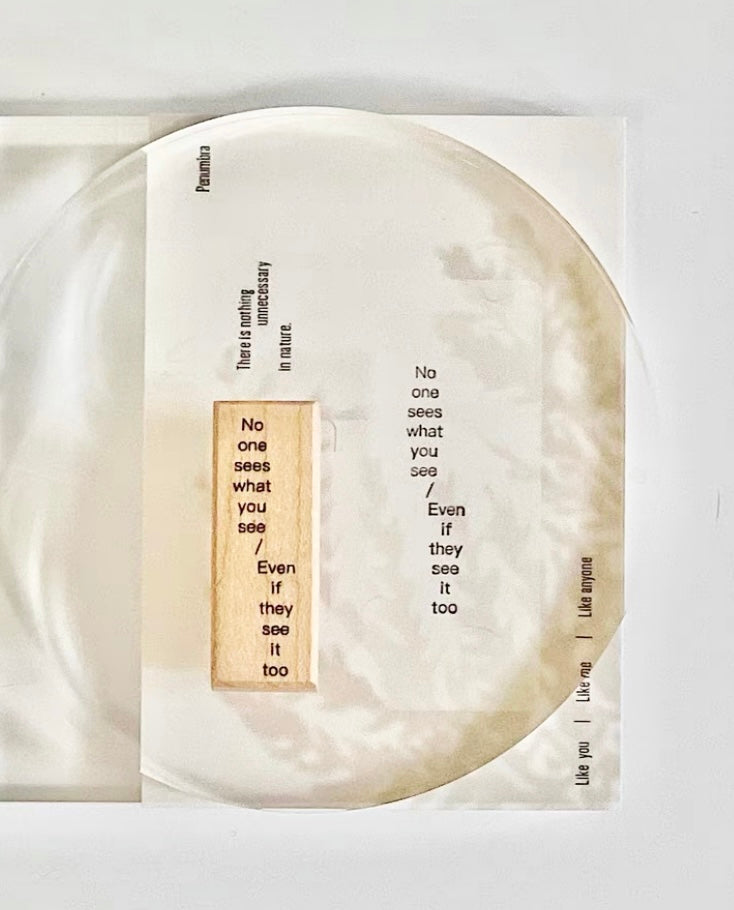 Penumbra
There is nothing
unnecessary
in nature.
No
one
sees
what
you
see
/
Even
if
they
see
it
too
No
one
sees
what
you
see
/
Even
if
they
see
it
too
Like you | Like me | Like anyone